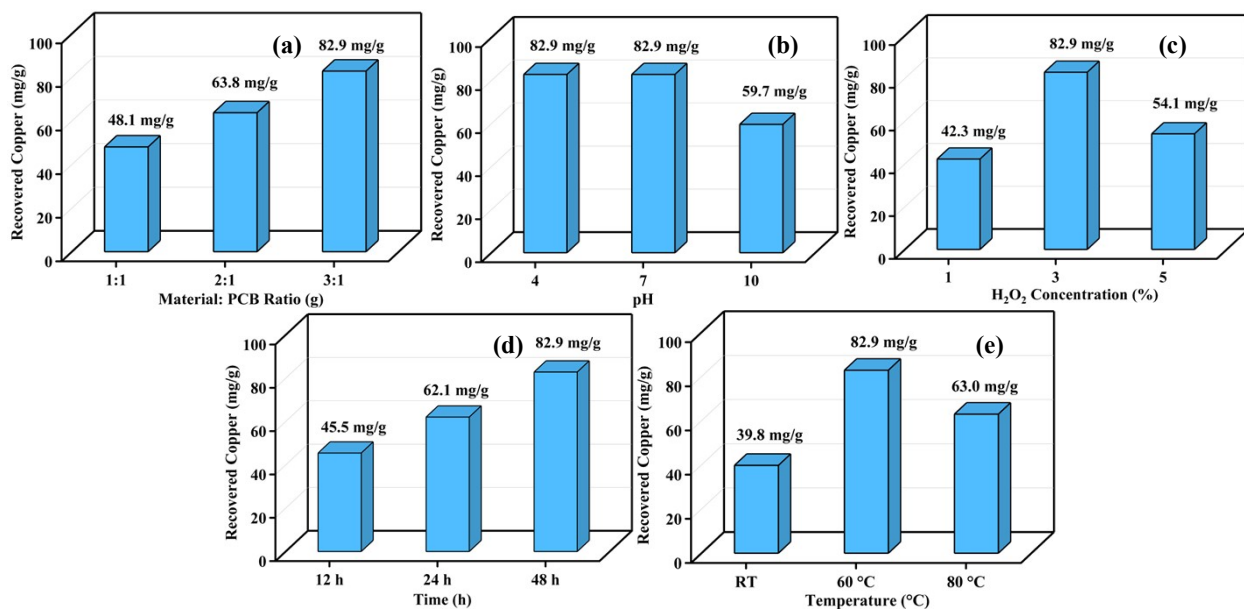 (a)
Recovered Copper (mg/g)
100
80
60
40
20
0
48.1 mg/g
63.8 mg/g
82.9 mg/g
1:1
2:1
3:1
Material: PCB Ratio (g)
(b)
Recovered Copper (mg/g)
100
80
60
40
20
0
82.9 mg/g
82.9 mg/g
59.7 mg/g
4
7
10
pH
(c)
Recovered Copper (mg/g)
100
80
60
40
20
0
42.3 mg/g
82.9 mg/g
54.1 mg/g
1
3
5
H₂O₂ Concentration (%)
(d)
Recovered Copper (mg/g)
100
80
60
40
20
0
45.5 mg/g
62.1 mg/g
82.9 mg/g
12 h
24 h
48 h
Time (h)
(e)
Recovered Copper (mg/g)
100
80
60
40
20
0
39.8 mg/g
82.9 mg/g
63.0 mg/g
RT
60 °C
80 °C
Temperature (°C)